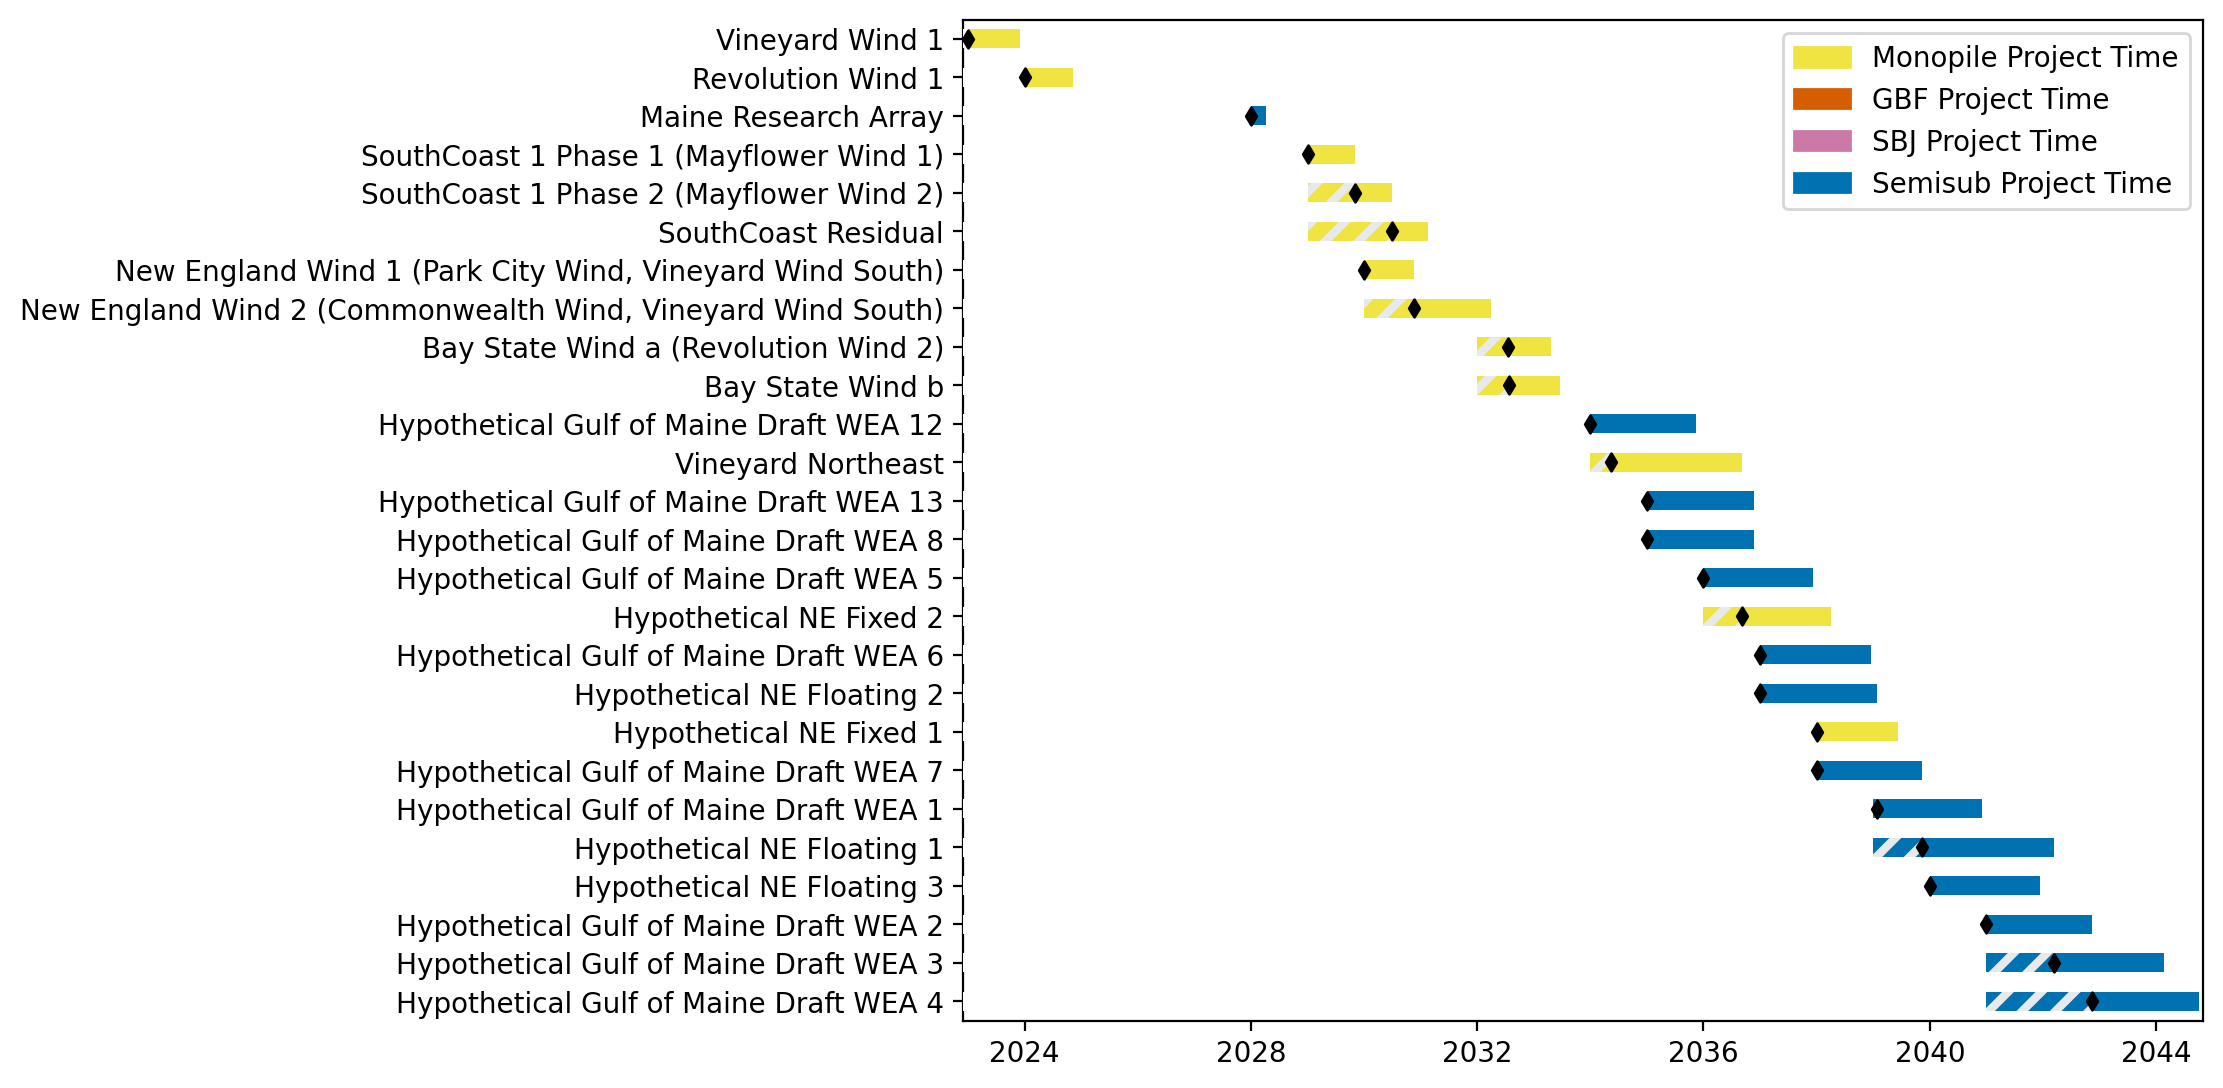 Vineyard Wind 1
Revolution Wind 1
Maine Research Array
SouthCoast 1 Phase 1 (Mayflower Wind 1)
SouthCoast 1 Phase 2 (Mayflower Wind 2)
SouthCoast Residual
New England Wind 1 (Park City Wind, Vineyard Wind South)
New England Wind 2 (Commonwealth Wind, Vineyard Wind South)
Bay State Wind a (Revolution Wind 2)
Bay State Wind b
Hypothetical Gulf of Maine Draft WEA 12
Vineyard Northeast
Hypothetical Gulf of Maine Draft WEA 13
Hypothetical Gulf of Maine Draft WEA 8
Hypothetical Gulf of Maine Draft WEA 5
Hypothetical NE Fixed 2
Hypothetical Gulf of Maine Draft WEA 6
Hypothetical NE Floating 2
Hypothetical NE Fixed 1
Hypothetical Gulf of Maine Draft WEA 7
Hypothetical Gulf of Maine Draft WEA 1
Hypothetical NE Floating 1
Hypothetical NE Floating 3
Hypothetical Gulf of Maine Draft WEA 2
Hypothetical Gulf of Maine Draft WEA 3
Hypothetical Gulf of Maine Draft WEA 4
Monopile Project Time
GBF Project Time
SBJ Project Time
Semisub Project Time
2024 2028 2032 2036 2040 2044